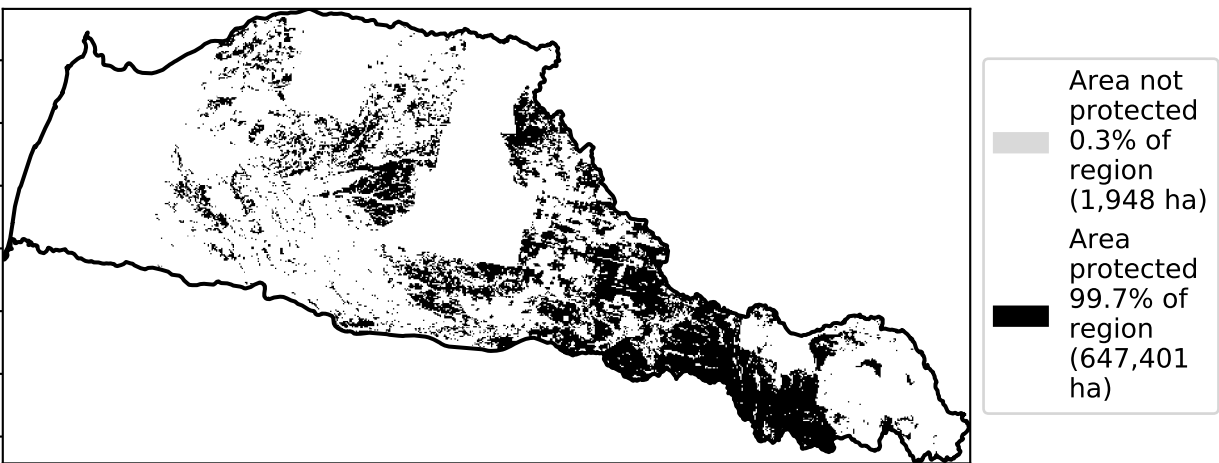 Area not
protected
0.3% of
region
(1,948 ha)
Area
protected
99.7% of
region
(647,401
ha)